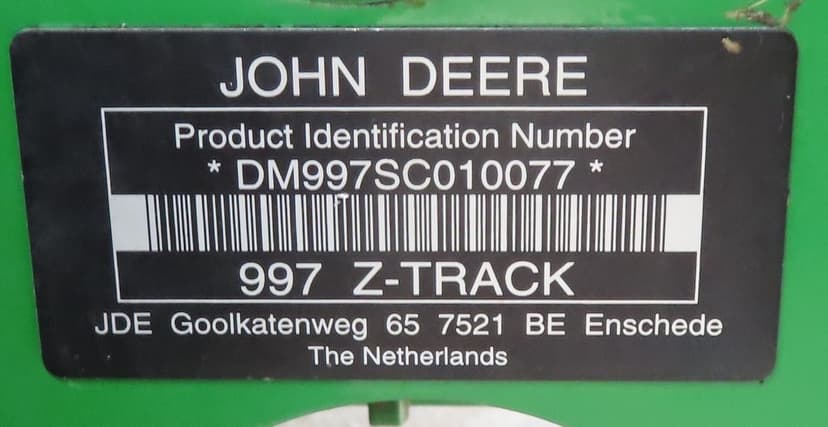 JOHN DEERE
Product Identification Number
* DM997SC010077 *
997 Z-TRACK
JDE Goolkatenweg 65 7521 BE Enschede
The Netherlands